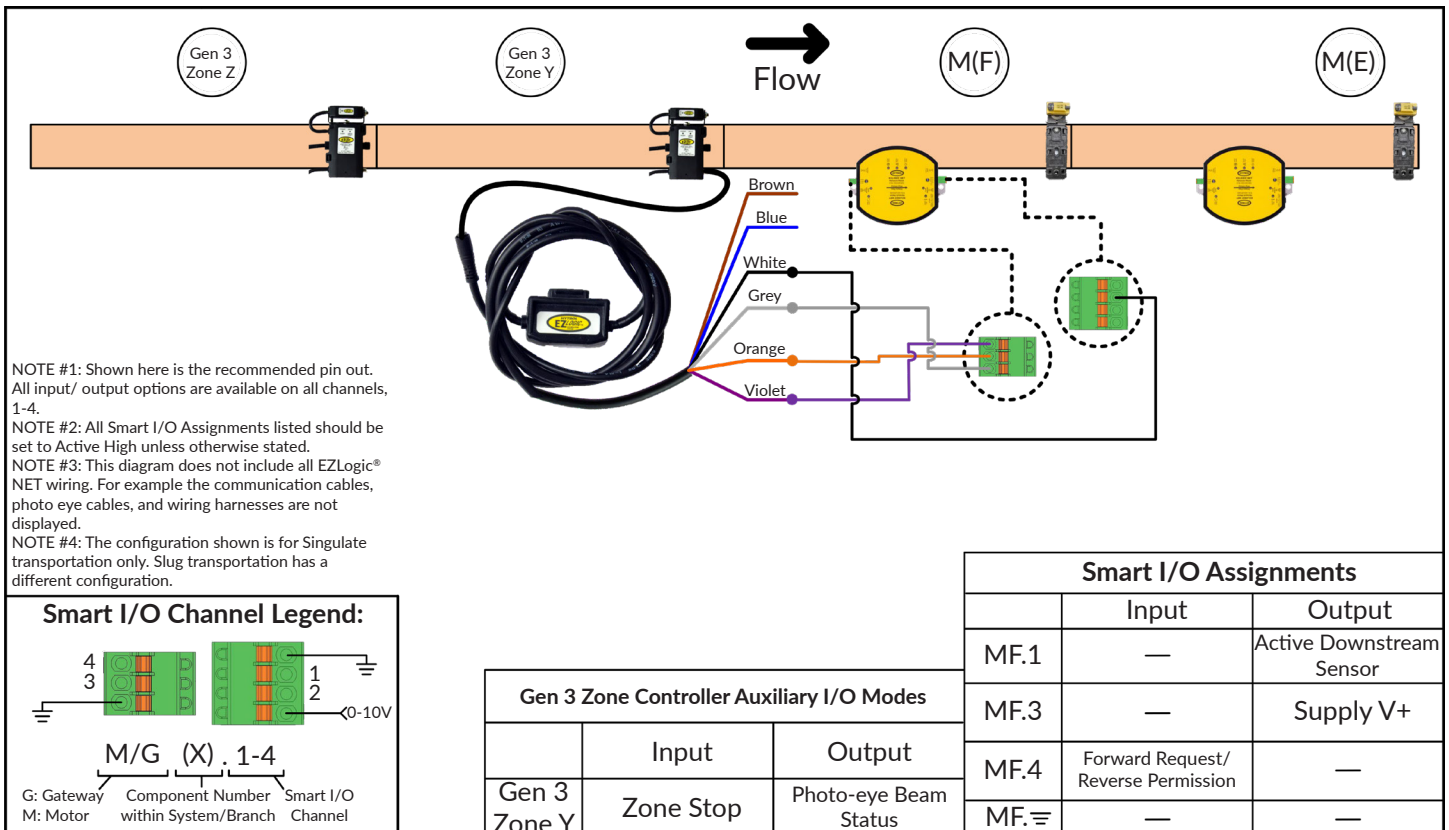 Gen 3
Zone Z
Gen 3
Zone Y
Flow
M(F)
M(E)
Brown
Blue
White
Grey
Orange
Violet
EZLOGIC
NOTE #1: Shown here is the recommended pin out.
All input/ output options are available on all channels,
1-4.
NOTE #2: All Smart I/O Assignments listed should be
set to Active High unless otherwise stated.
NOTE #3: This diagram does not include all EZLogic®
NET wiring. For example the communication cables,
photo eye cables, and wiring harnesses are not
displayed.
NOTE #4: The configuration shown is for Singulate
transportation only. Slug transportation has a
different configuration.
Smart I/O Channel Legend:
4
3
1
2
0-10V
M/G (X) . 1-4
G: Gateway
M: Motor
Component Number
within System/Branch
Smart I/O
Channel
Gen 3 Zone Controller Auxiliary I/O Modes
Input Output
Gen 3
Zone Y
Zone Stop
Photo-eye Beam
Status
Smart I/O Assignments
Input Output
MF.1 — Active Downstream
Sensor
MF.3 — Supply V+
MF.4 Forward Request/
Reverse Permission —
MF. — —